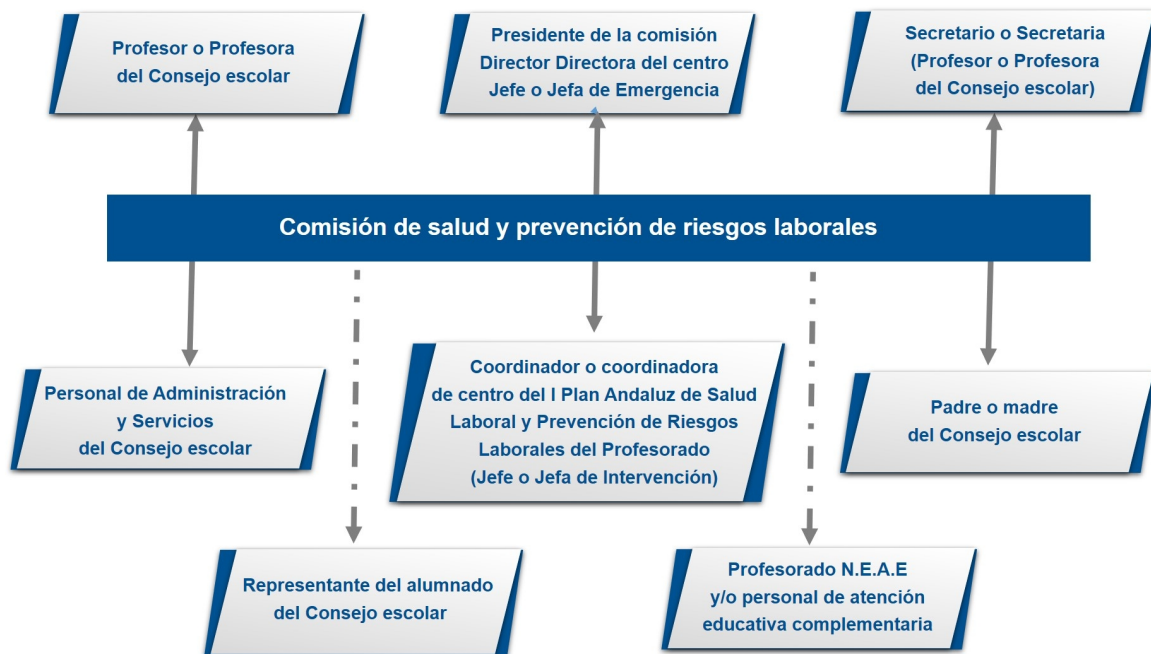 Profesor o Profesora
del Consejo escolar
Presidente de la comisión
Director Directora del centro
Jefe o Jefa de Emergencia
Secretario o Secretaria
(Profesor o Profesora
del Consejo escolar)
Comisión de salud y prevención de riesgos laborales
Personal de Administración
y Servicios
del Consejo escolar
Coordinador o coordinadora
de centro del I Plan Andaluz de Salud
Laboral y Prevención de Riesgos
Laborales del Profesorado
(Jefe o Jefa de Intervención)
Padre o madre
del Consejo escolar
Representante del alumnado
del Consejo escolar
Profesorado N.E.A.E
y/o personal de atención
educativa complementaria